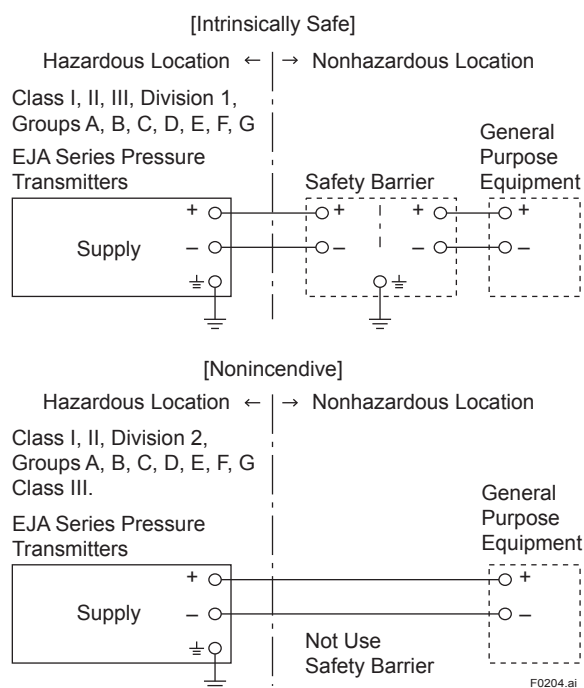 [Intrinsically Safe]
Hazardous Location ← → Nonhazardous Location
Class I, II, III, Division 1,
Groups A, B, C, D, E, F, G
EJA Series Pressure
Transmitters
Safety Barrier
General
Purpose
Equipment
+ + + +
Supply
– – – –
[Nonincendive]
Hazardous Location ← → Nonhazardous Location
Class I, II, Division 2,
Groups A, B, C, D, E, F, G
Class III.
EJA Series Pressure
Transmitters
General
Purpose
Equipment
+ +
Supply
– –
Not Use
Safety Barrier
F0204.ai